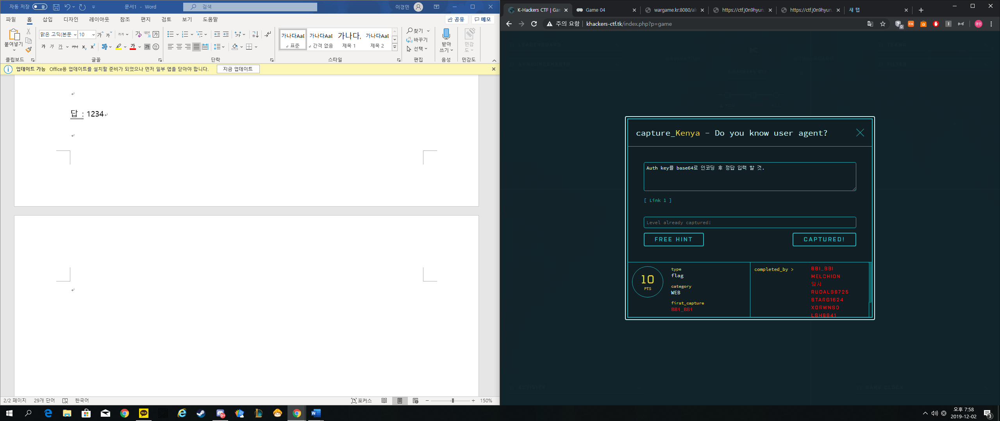 자동 저장 끔 문서1 - Word 검색 이경민
파일 홈 삽입 디자인 레이아웃 참조 편지 검토 보기 도움말 공유 메모
붙여넣기
맑은 고딕(본문 10
가나다AaB 가나다AaB 가나다, 가나다AaB
표준 간격 없음 제목 1 제목 2
찾기
바꾸기
선택
받아
쓰기
민감
도
클립보드 글꼴 단락 스타일 편집 음성 민감도
업데이트 가능 Office용 업데이트를 설치할 준비가 되었으나 먼저 일부 앱을 닫아야 합니다. 지금 업데이트
답 : 1234
2/2 페이지 29개 단어 한국어 포커스 150%
K-Hackers CTF | Gam Game 04 wargame.kr:8080/al https://ctf.j0n9hyun. https://ctf.j0n9hyun. 새 탭
주의 요함 khackers-ctf.tk/index.php?p=game 경민
capture_Kenya - Do you know user agent?
Auth key를 base64로 인코딩 후 정답 입력 할 것.
[ Link 1 ]
Level already captured!
FREE HINT CAPTURED!
10
PTS
type
flag
category
WEB
first_capture
BBi_BBi
completed_by >
BBI_BBI
MELCHION
임시
RUDALS6725
STARG1624
XORWNSO
LSH6841
TALK
9+
오후 7:58
2019-12-02
3